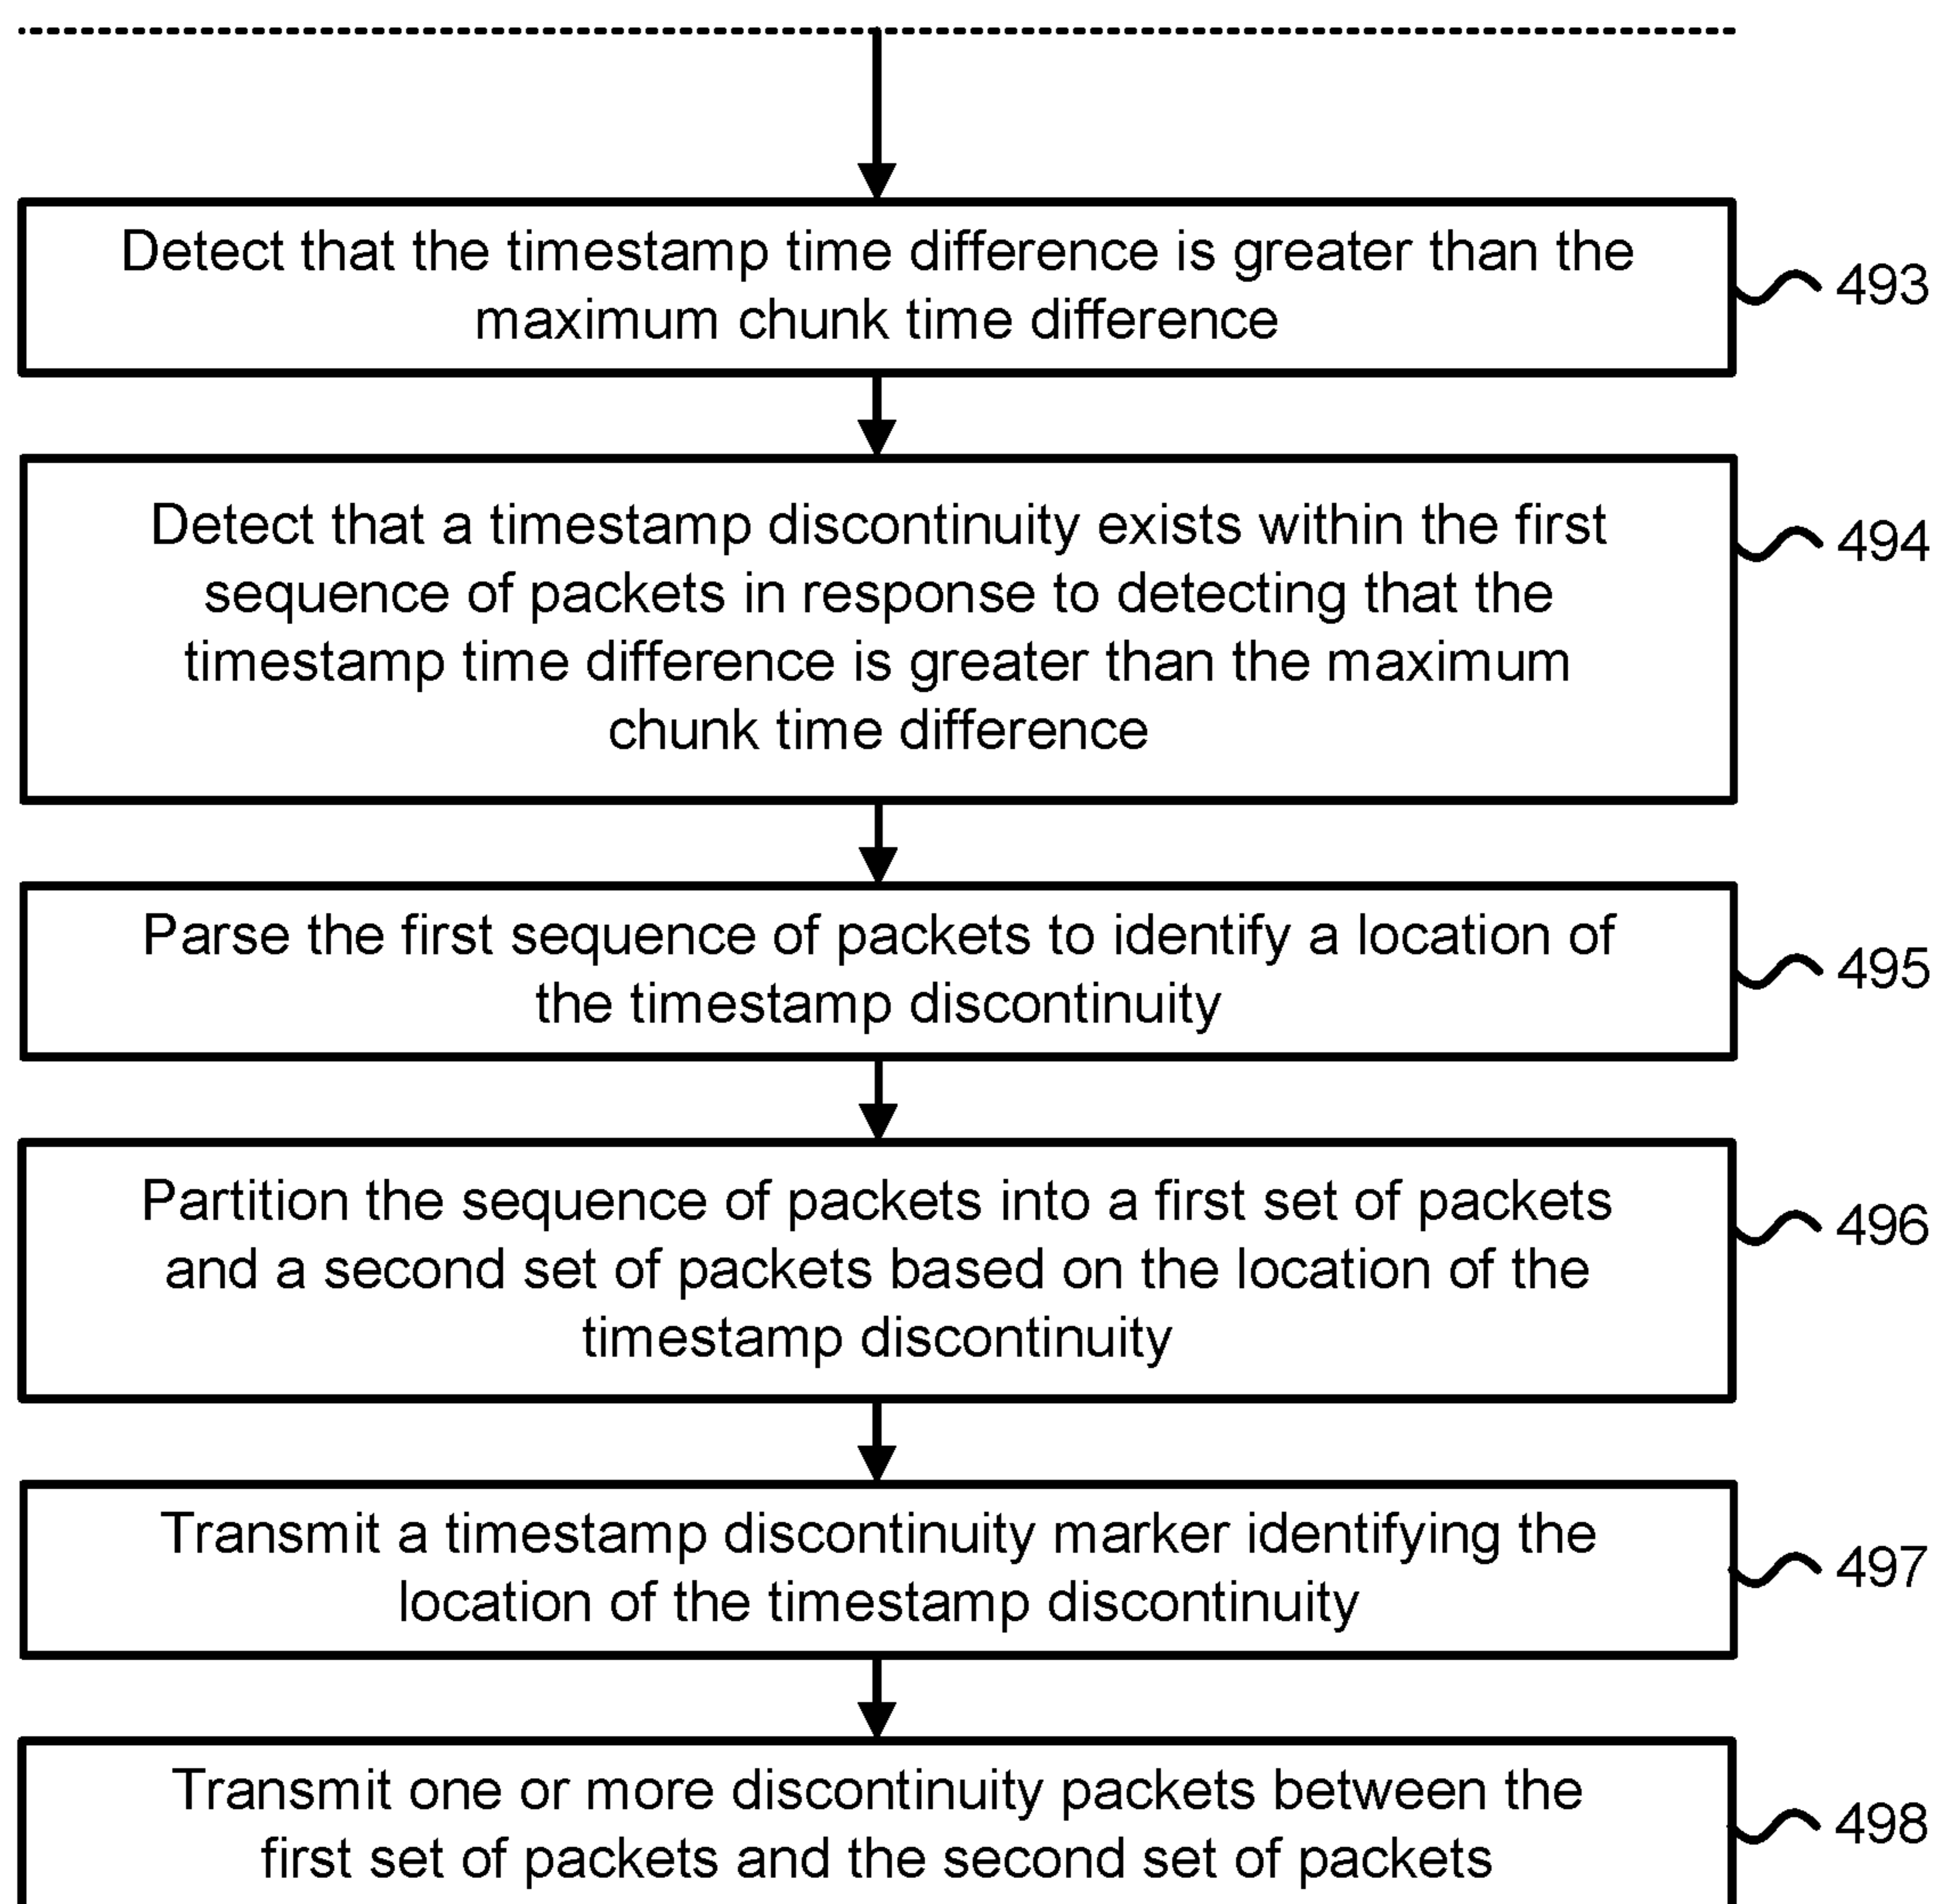 Detect that the timestamp time difference is greater than the
maximum chunk time difference
493
Detect that a timestamp discontinuity exists within the first
sequence of packets in response to detecting that the
timestamp time difference is greater than the maximum
chunk time difference
494
Parse the first sequence of packets to identify a location of
the timestamp discontinuity
495
Partition the sequence of packets into a first set of packets
and a second set of packets based on the location of the
timestamp discontinuity
496
Transmit a timestamp discontinuity marker identifying the
location of the timestamp discontinuity
497
Transmit one or more discontinuity packets between the
first set of packets and the second set of packets
498